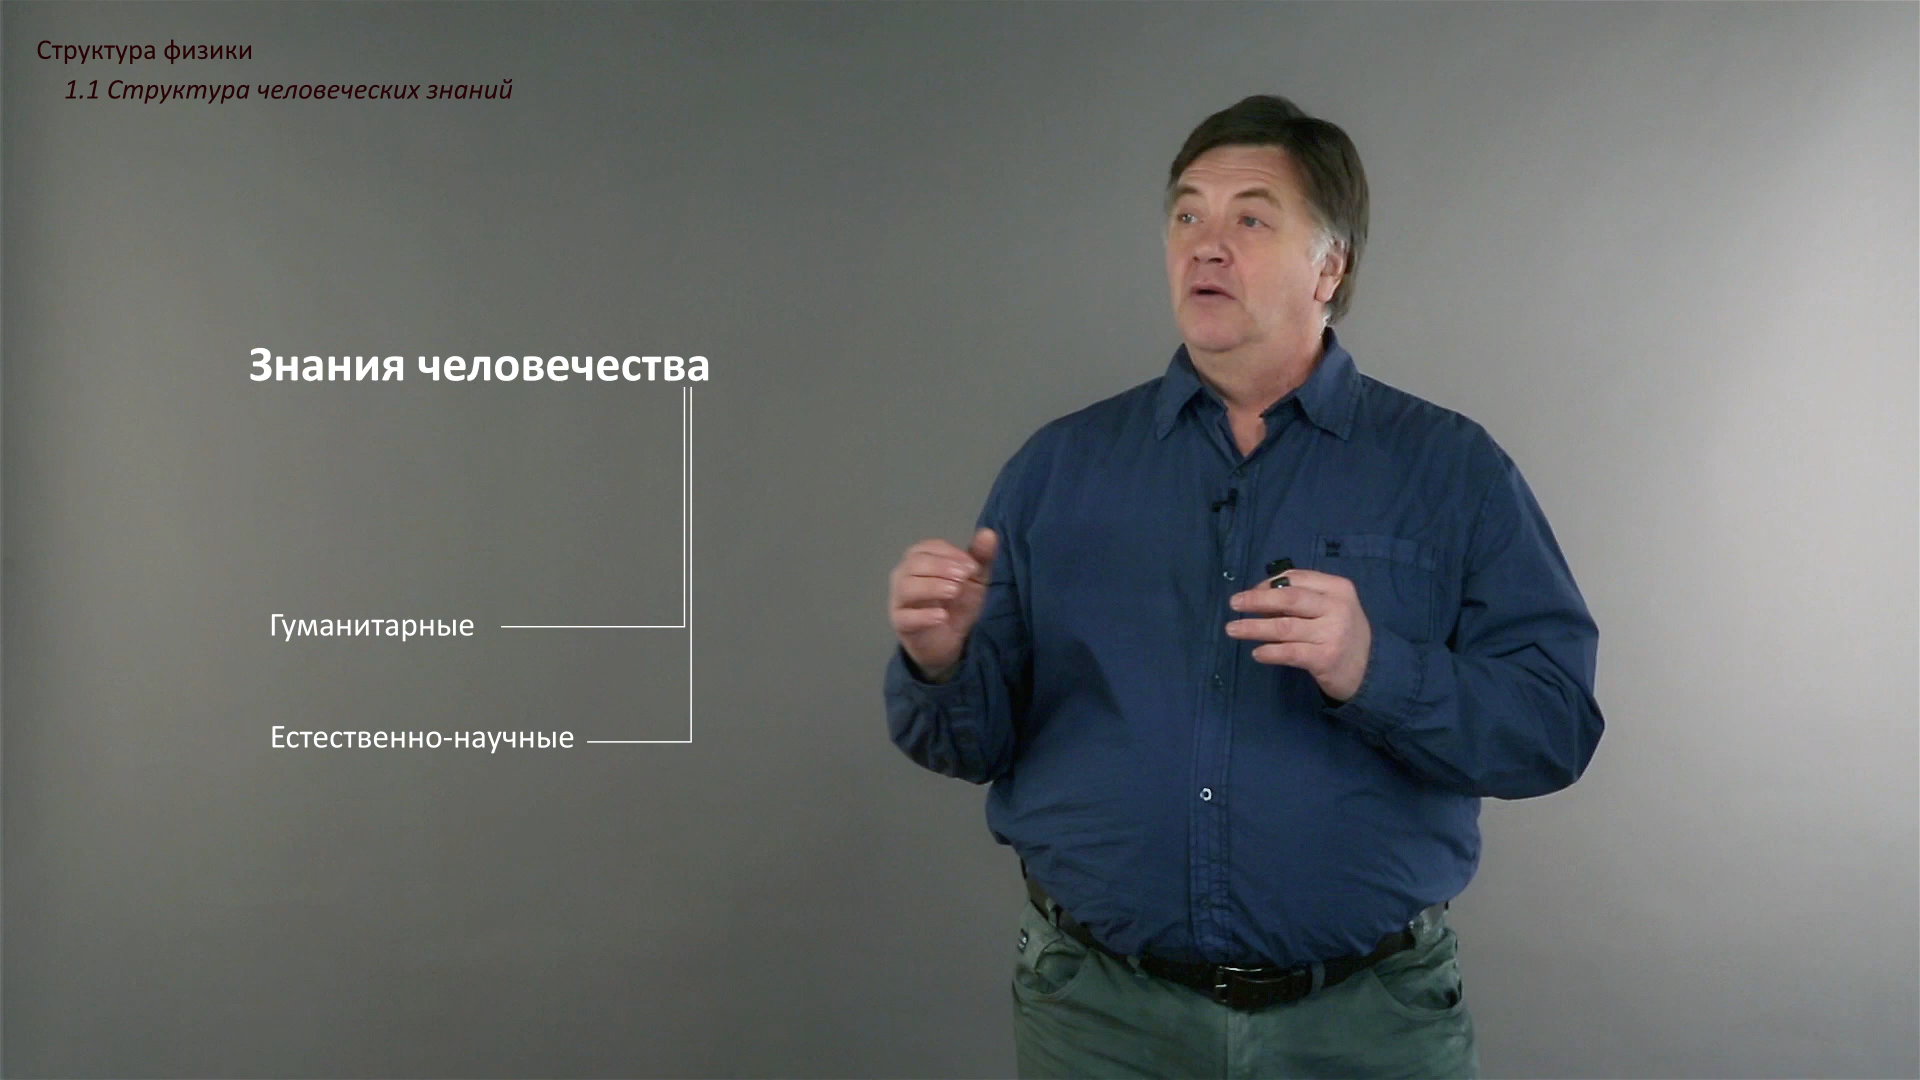 Структура физики
1.1 Структура человеческих знаний
Знания человечества
Гуманитарные
Естественно-научные